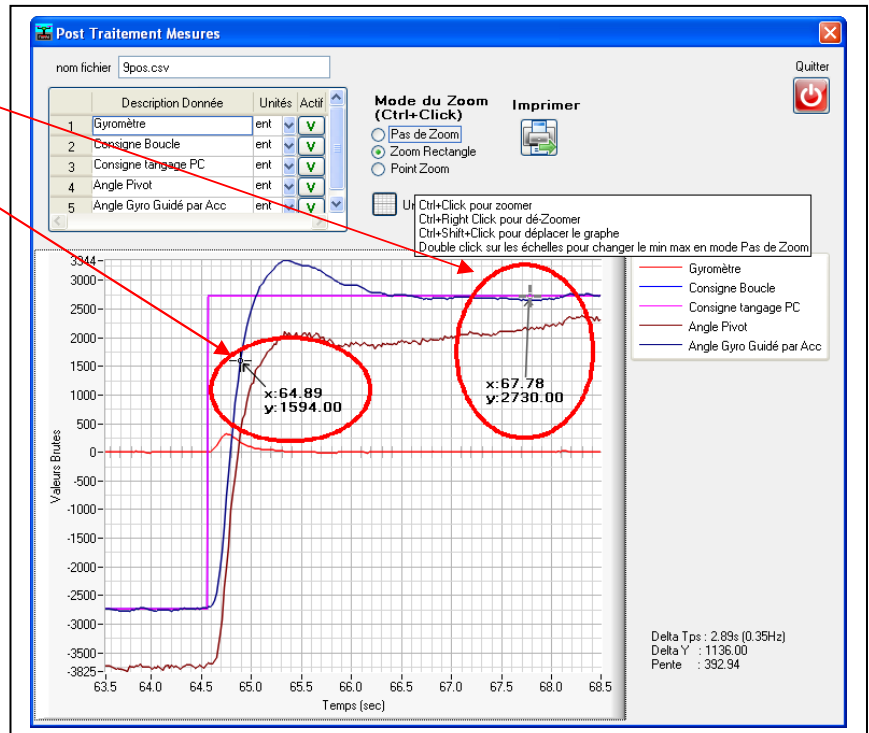 Post Traitement Mesures
nom fichier 9pos.csv
Quitter
Description Donnée Unités Actif
1 Gyromètre ent V
2 Consigne Boucle ent V
3 Consigne tangage PC ent V
4 Angle Pivot ent V
5 Angle Gyro Guidé par Acc ent V
Mode du Zoom
(Ctrl+Click)
Pas de Zoom
Zoom Rectangle
Point Zoom
Imprimer
Ctrl+Click pour zoomer
Ctrl+Right Click pour dé-Zoomer
Ctrl+Shift+Click pour déplacer le graphe
Double click sur les échelles pour changer le min max en mode Pas de Zoom
Gyromètre
Consigne Boucle
Consigne tangage PC
Angle Pivot
Angle Gyro Guidé par Acc
3344
3000
2500
2000
1500
1000
500
0
-500
-1000
-1500
-2000
-2500
-3000
-3500
-3825
Valeurs Brutes
x:64.89
y:1594.00
x:67.78
y:2730.00
63.5 64.0 64.5 65.0 65.5 66.0 66.5 67.0 67.5 68.0 68.5
Temps (sec)
Delta Tps : 2.89s (0.35Hz)
Delta Y : 1136.00
Pente : 392.94